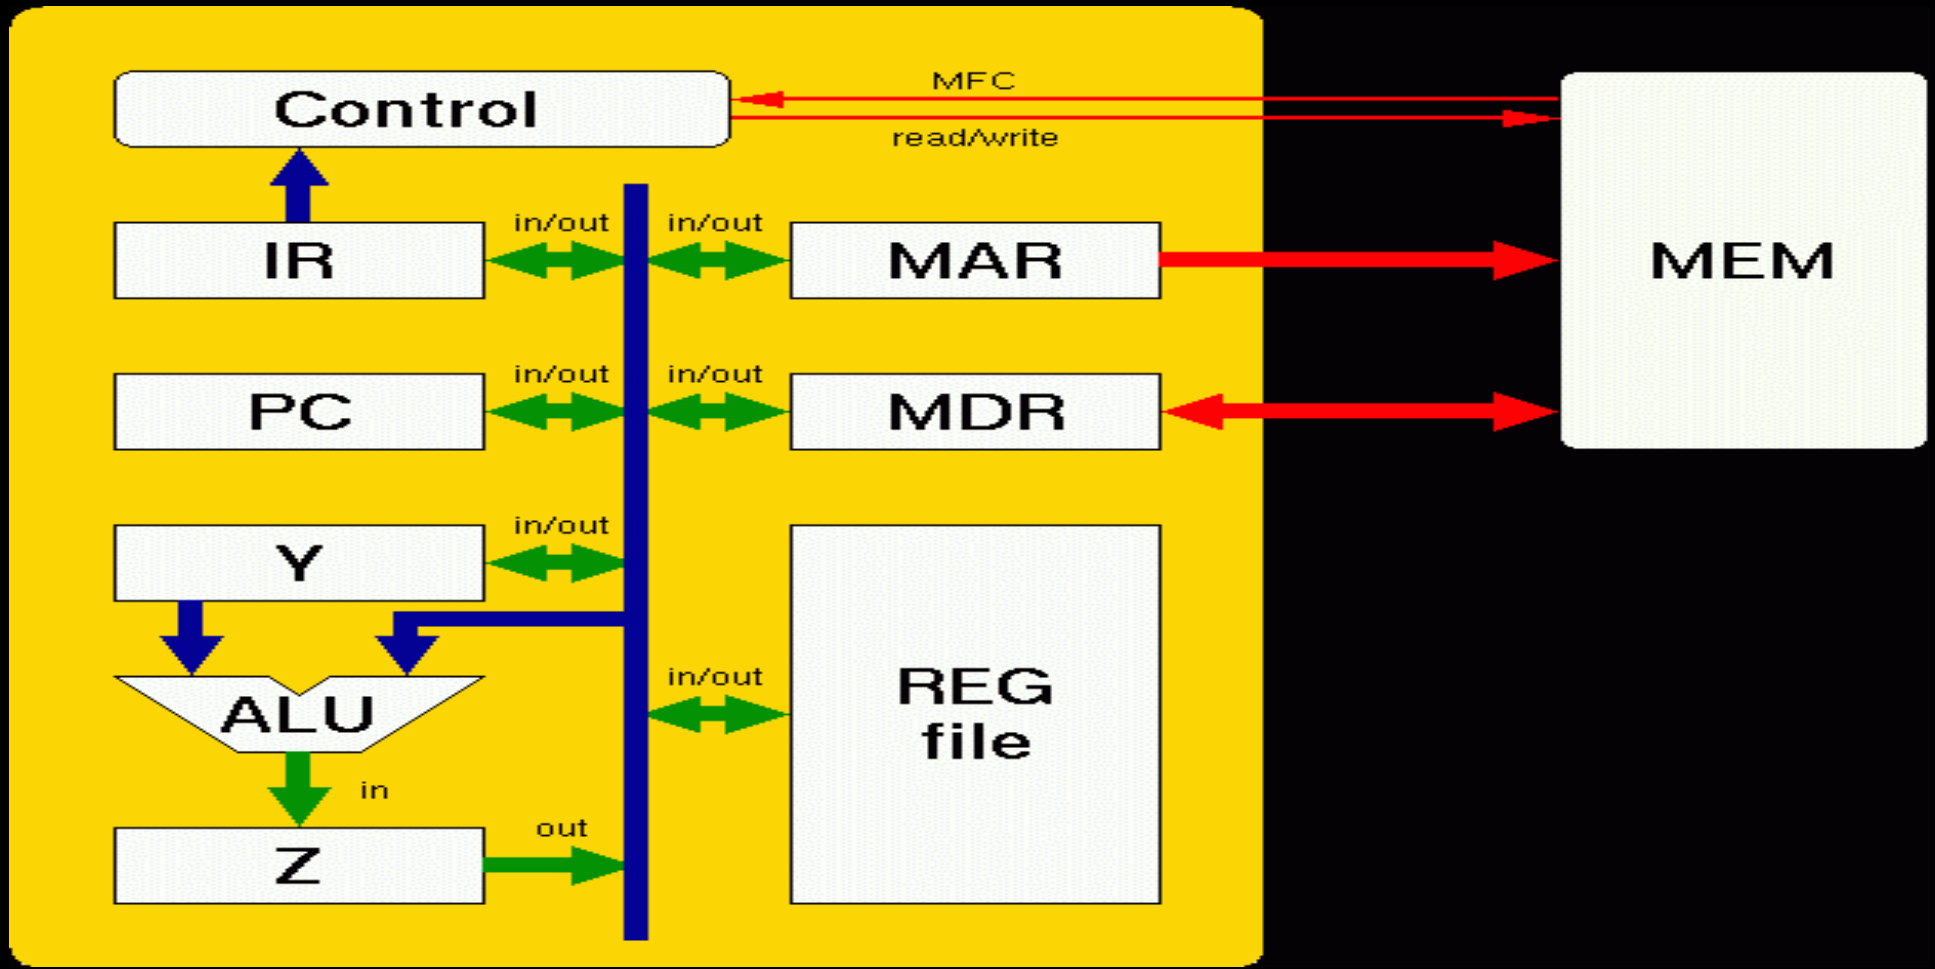 MFC
Control
read/write
in/out
in/out
IR
MAR
MEM
in/out
in/out
PC
MDR
in/out
Y
in/out
REG
file
ALU
in
out
Z